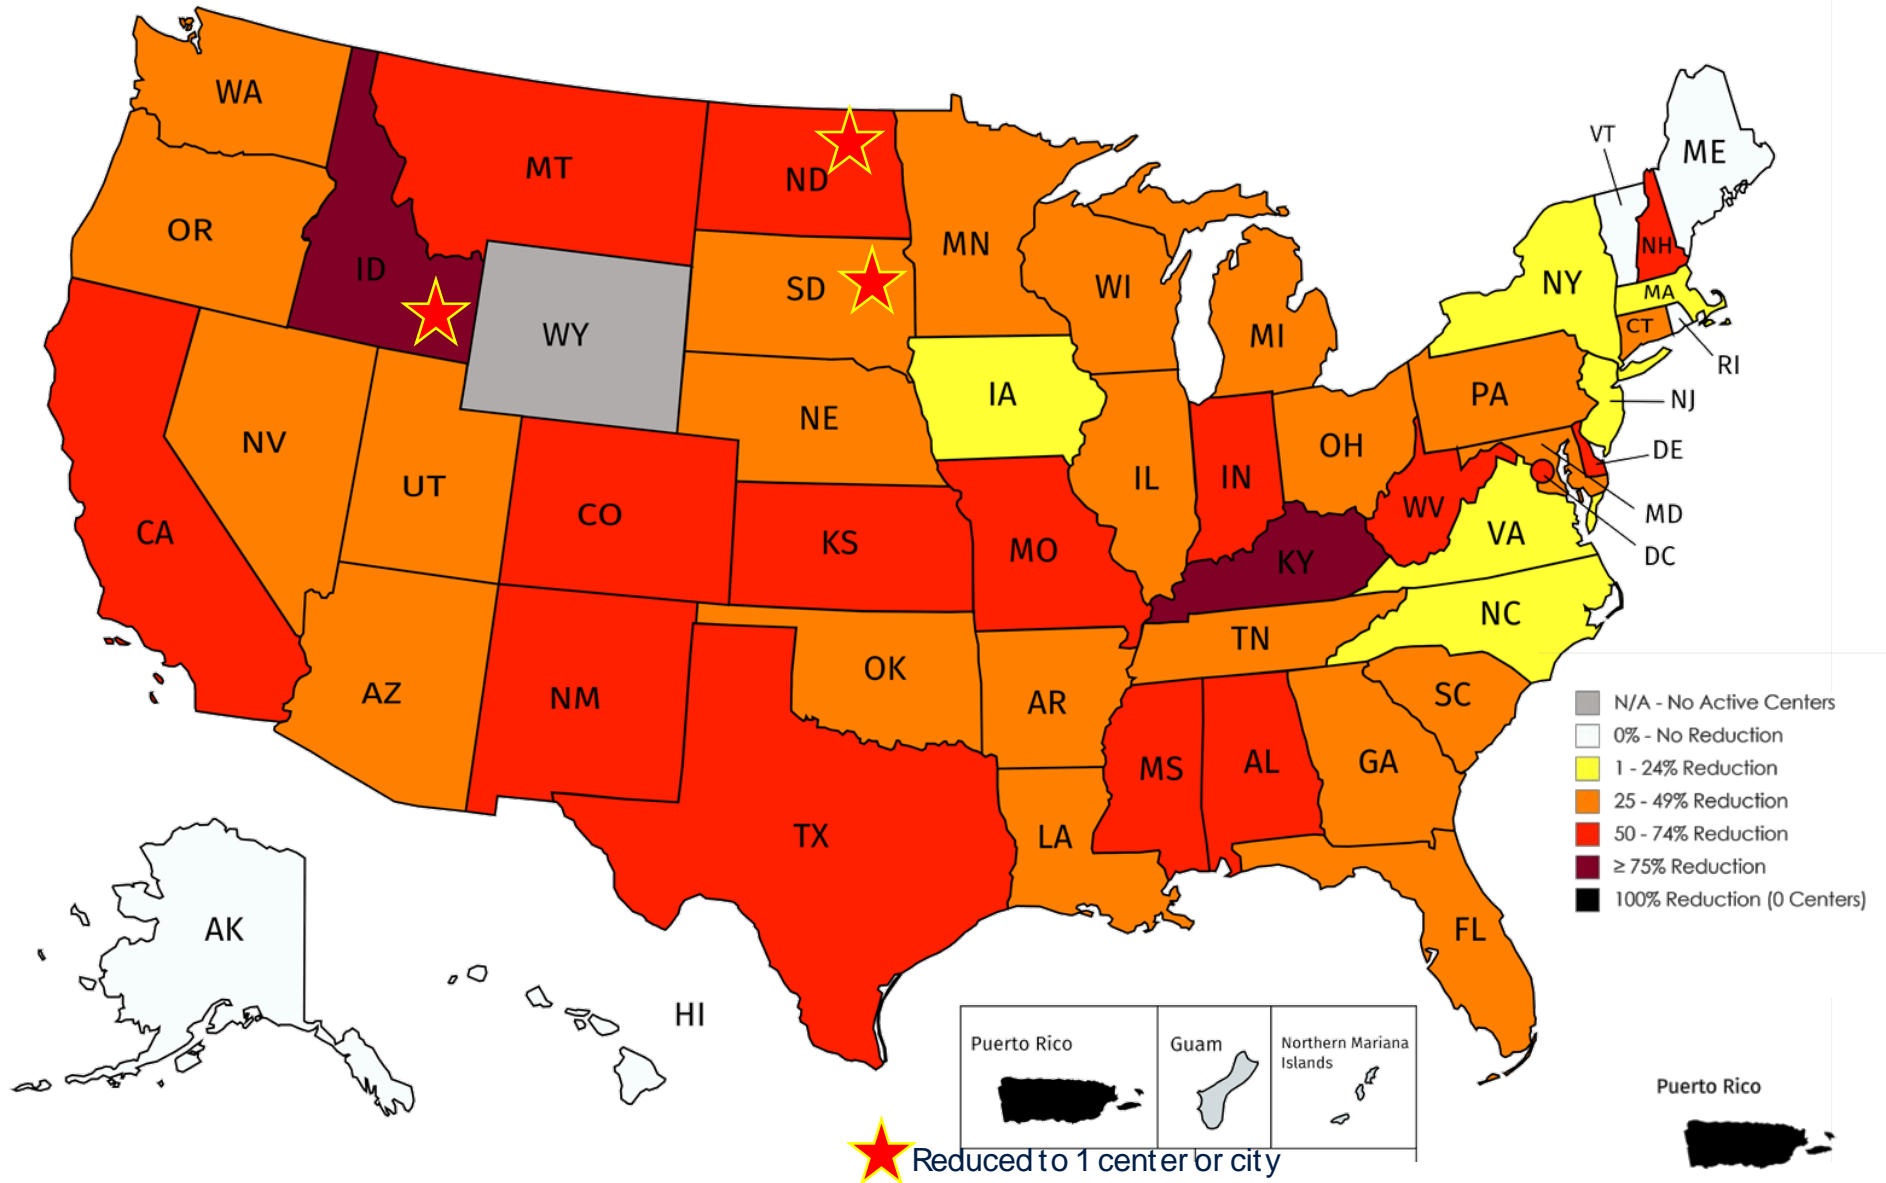 WA
MT
ND
MN
OR
ID
SD
WY
WI
MI
IA
NE
NV
UT
CO
CA
KS
MO
IL
IN
OH
PA
NY
VT
ME
NH
MA
CT
RI
NJ
DE
MD
DC
WV
VA
KY
NC
TN
SC
AZ
NM
OK
AR
TX
LA
MS
AL
GA
FL
AK
HI
N/A - No Active Centers
0% - No Reduction
1 - 24% Reduction
25 - 49% Reduction
50 - 74% Reduction
≥ 75% Reduction
100% Reduction (0 Centers)
Puerto Rico
Guam
Northern Mariana
Islands
Puerto Rico
Reduced to 1 center or city